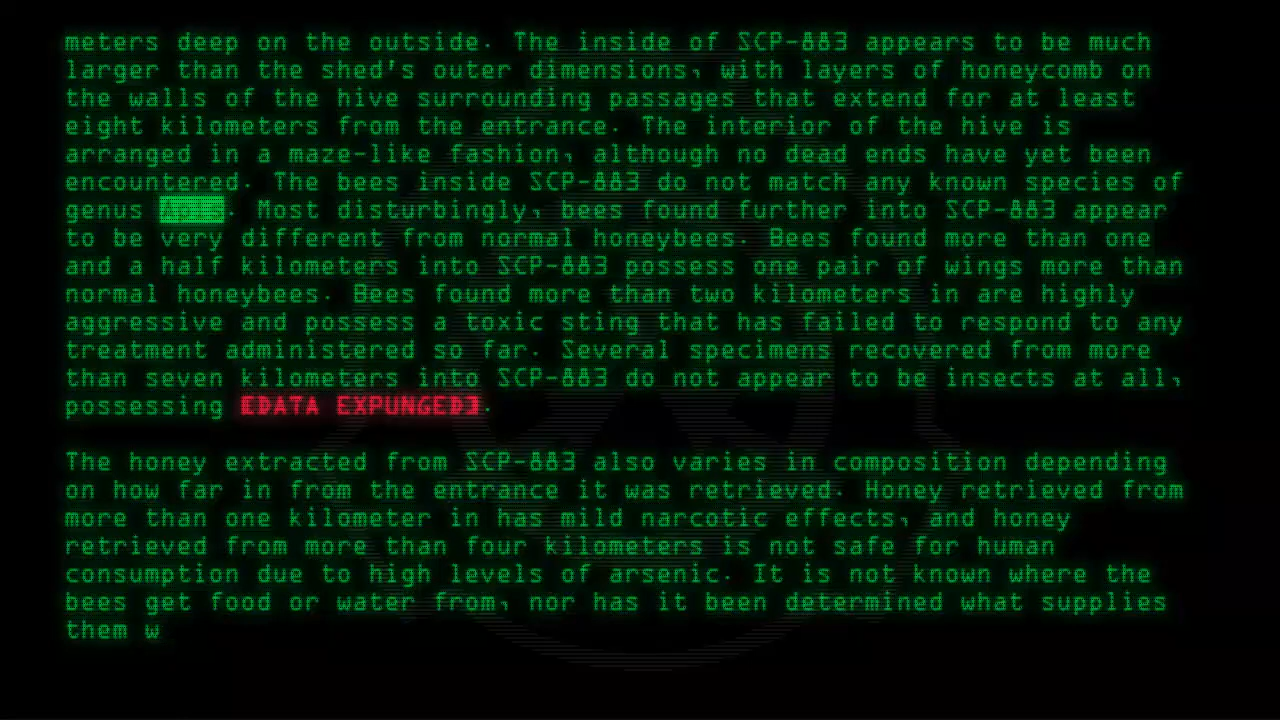 meters deep on the outside. The inside of SCP-883 appears to be much
larger than the shed's outer dimensions, with layers of honeycomb on
the walls of the hive surrounding passages that extend for at least
eight kilometers from the entrance. The interior of the hive is
arranged in a maze-like fashion, although no dead ends have yet been
encountered. The bees inside SCP-883 do not match any known species of
genus Apis. Most disturbingly, bees found further into SCP-883 appear
to be very different from normal honeybees. Bees found more than one
and a half kilometers into SCP-883 possess one pair of wings more than
normal honeybees. Bees found more than two kilometers in are highly
aggressive and possess a toxic sting that has failed to respond to any
treatment administered so far. Several specimens recovered from more
than seven kilometers into SCP-883 do not appear to be insects at all,
possessing [DATA EXPUNGED].
The honey extracted from SCP-883 also varies in composition depending
on how far in from the entrance it was retrieved. Honey retrieved from
more than one kilometer in has mild narcotic effects, and honey
retrieved from more than four kilometers is not safe for human
consumption due to high levels of arsenic. It is not known where the
bees get food or water from, nor has it been determined what supplies
them w